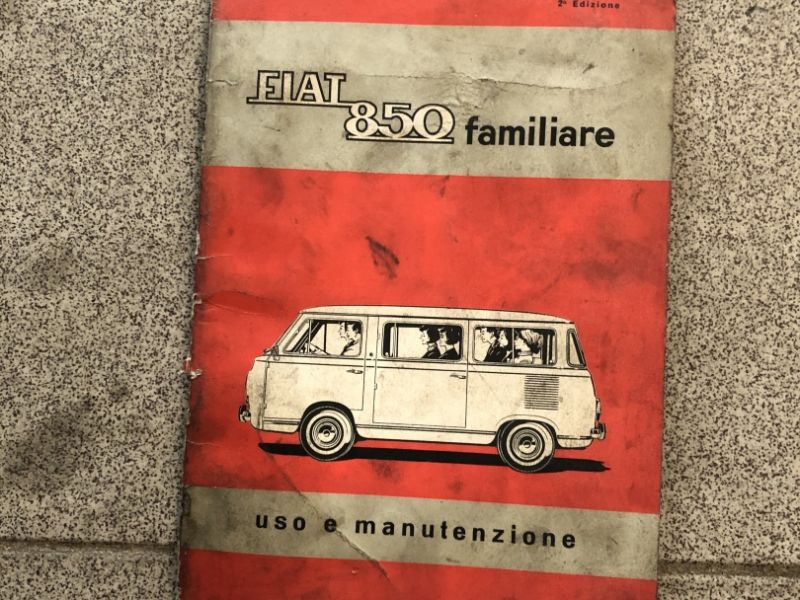 2ª Edizione
FIAT
850 familiare
uso e manutenzione